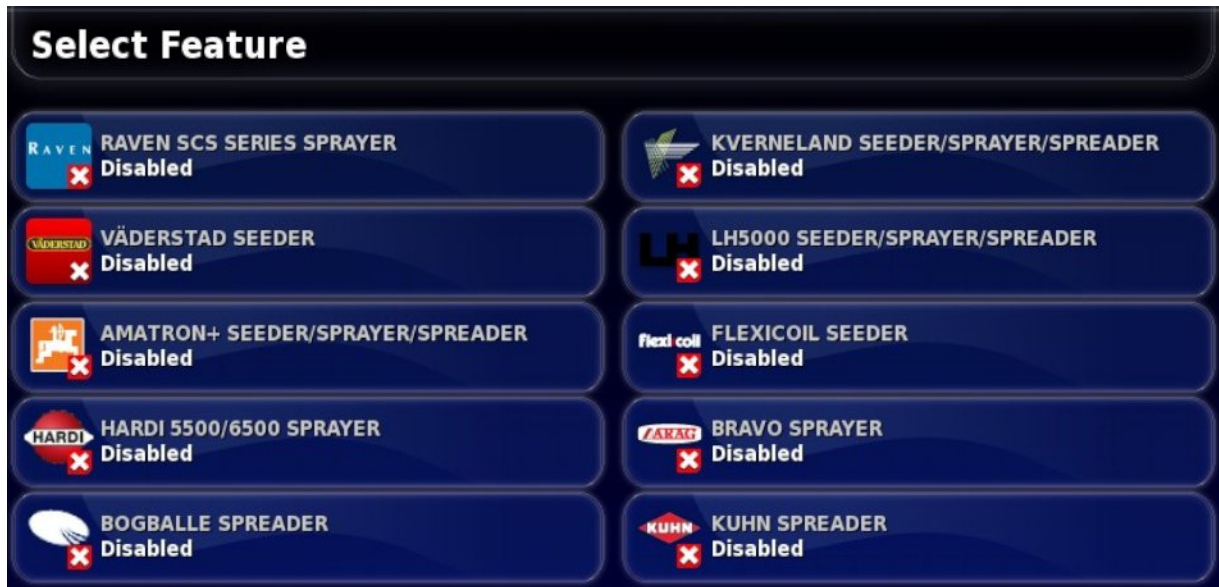 Select Feature
RAVEN
RAVEN SCS SERIES SPRAYER
Disabled
KVERNELAND SEEDER/SPRAYER/SPREADER
Disabled
VÄDERSTAD
VÄDERSTAD SEEDER
Disabled
LH
LH5000 SEEDER/SPRAYER/SPREADER
Disabled
AMATRON+ SEEDER/SPRAYER/SPREADER
Disabled
flexi coil
FLEXICOIL SEEDER
Disabled
HARDI
HARDI 5500/6500 SPRAYER
Disabled
ARAG
BRAVO SPRAYER
Disabled
BOGBALLE SPREADER
Disabled
KUHN
KUHN SPREADER
Disabled